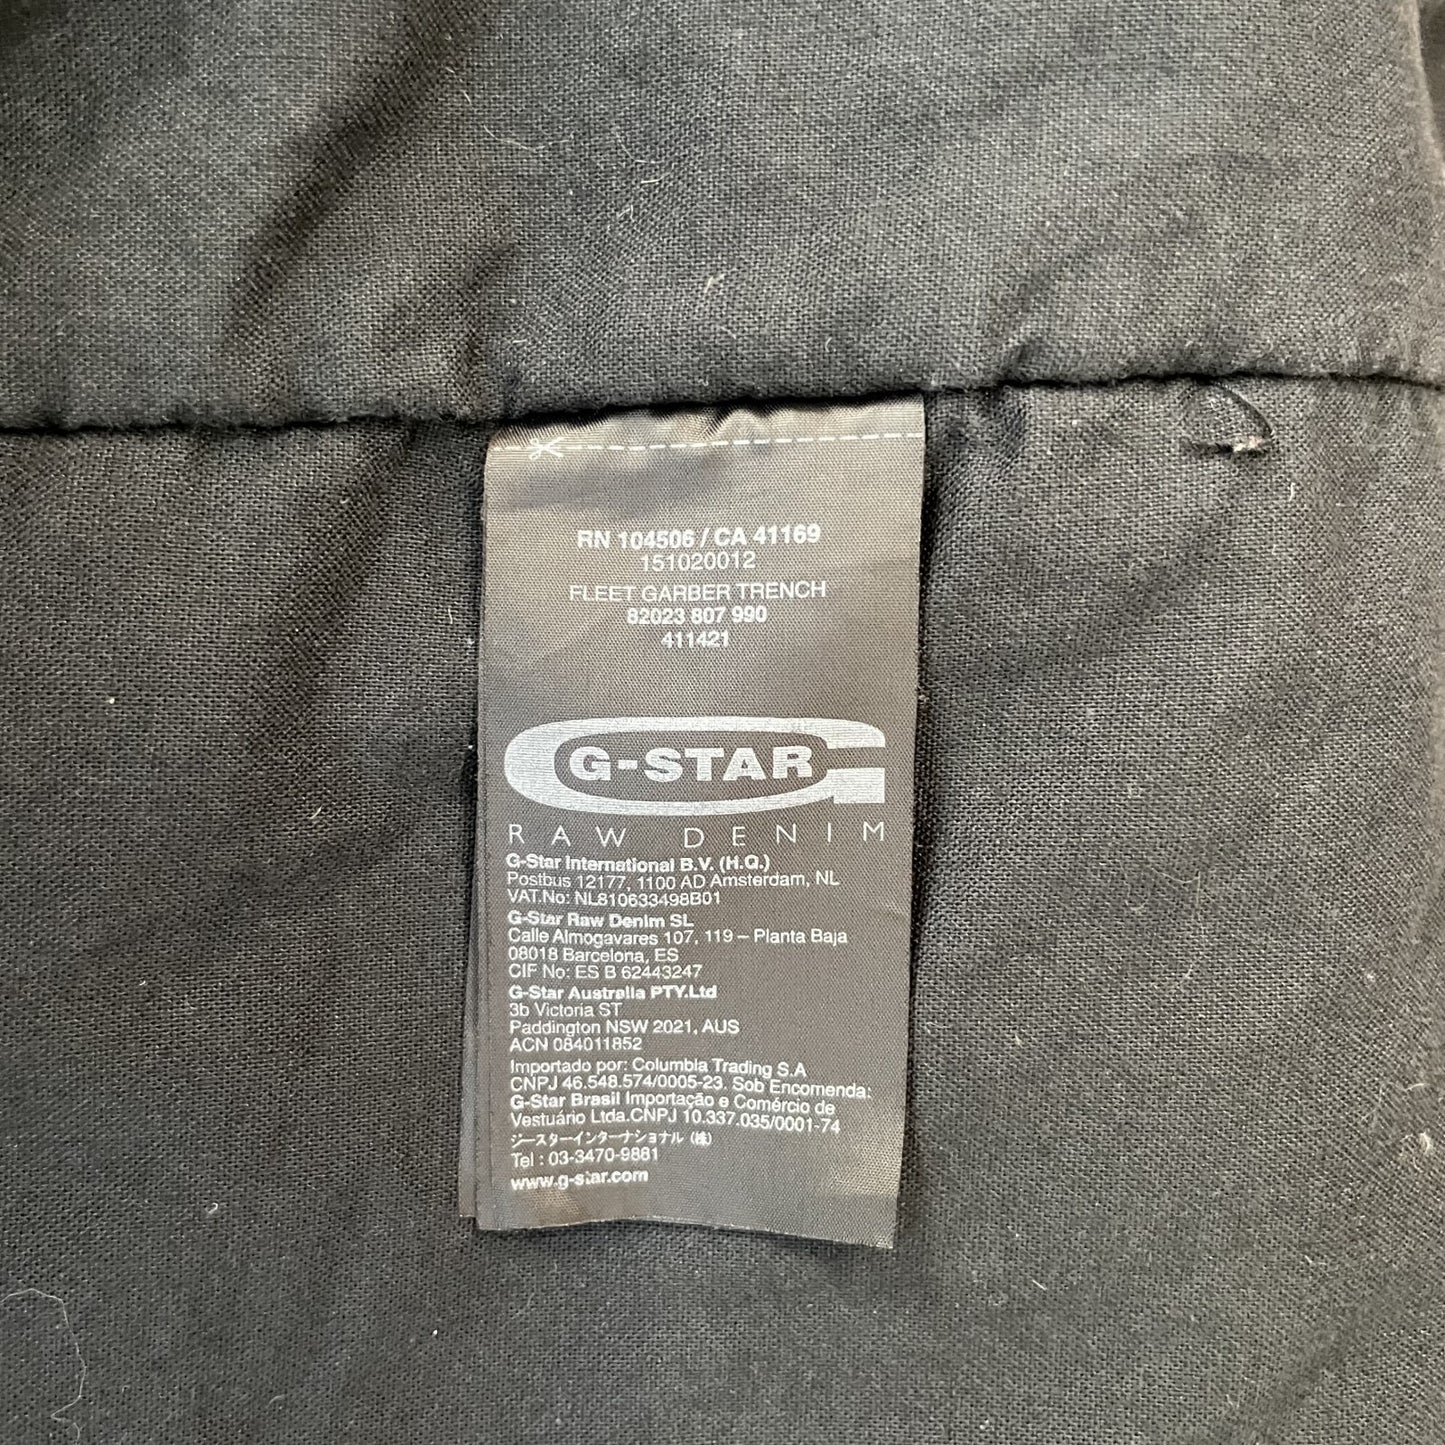 RN 104506 / CA 41169
151020012
FLEET GARBER TRENCH
82023 807 990
411421
G-STAR
RAW DENIM
G-Star International B.V. (H.Q.)
Postbus 12177, 1100 AD Amsterdam, NL
VAT.No: NL810633498B01
G-Star Raw Denim SL
Calle Almogavares 107, 119 – Planta Baja
08018 Barcelona, ES
CIF No: ES B 62443247
G-Star Australia PTY.Ltd
3b Victoria ST
Paddington NSW 2021, AUS
ACN 084011852
Importado por: Columbia Trading S.A
CNPJ 46.548.574/0005-23. Sob Encomenda:
G-Star Brasil Importação e Comércio de
Vestuário Ltda.CNPJ 10.337.035/0001-74
ジースターインターナショナル (株)
Tel : 03-3470-9881
www.g-star.com